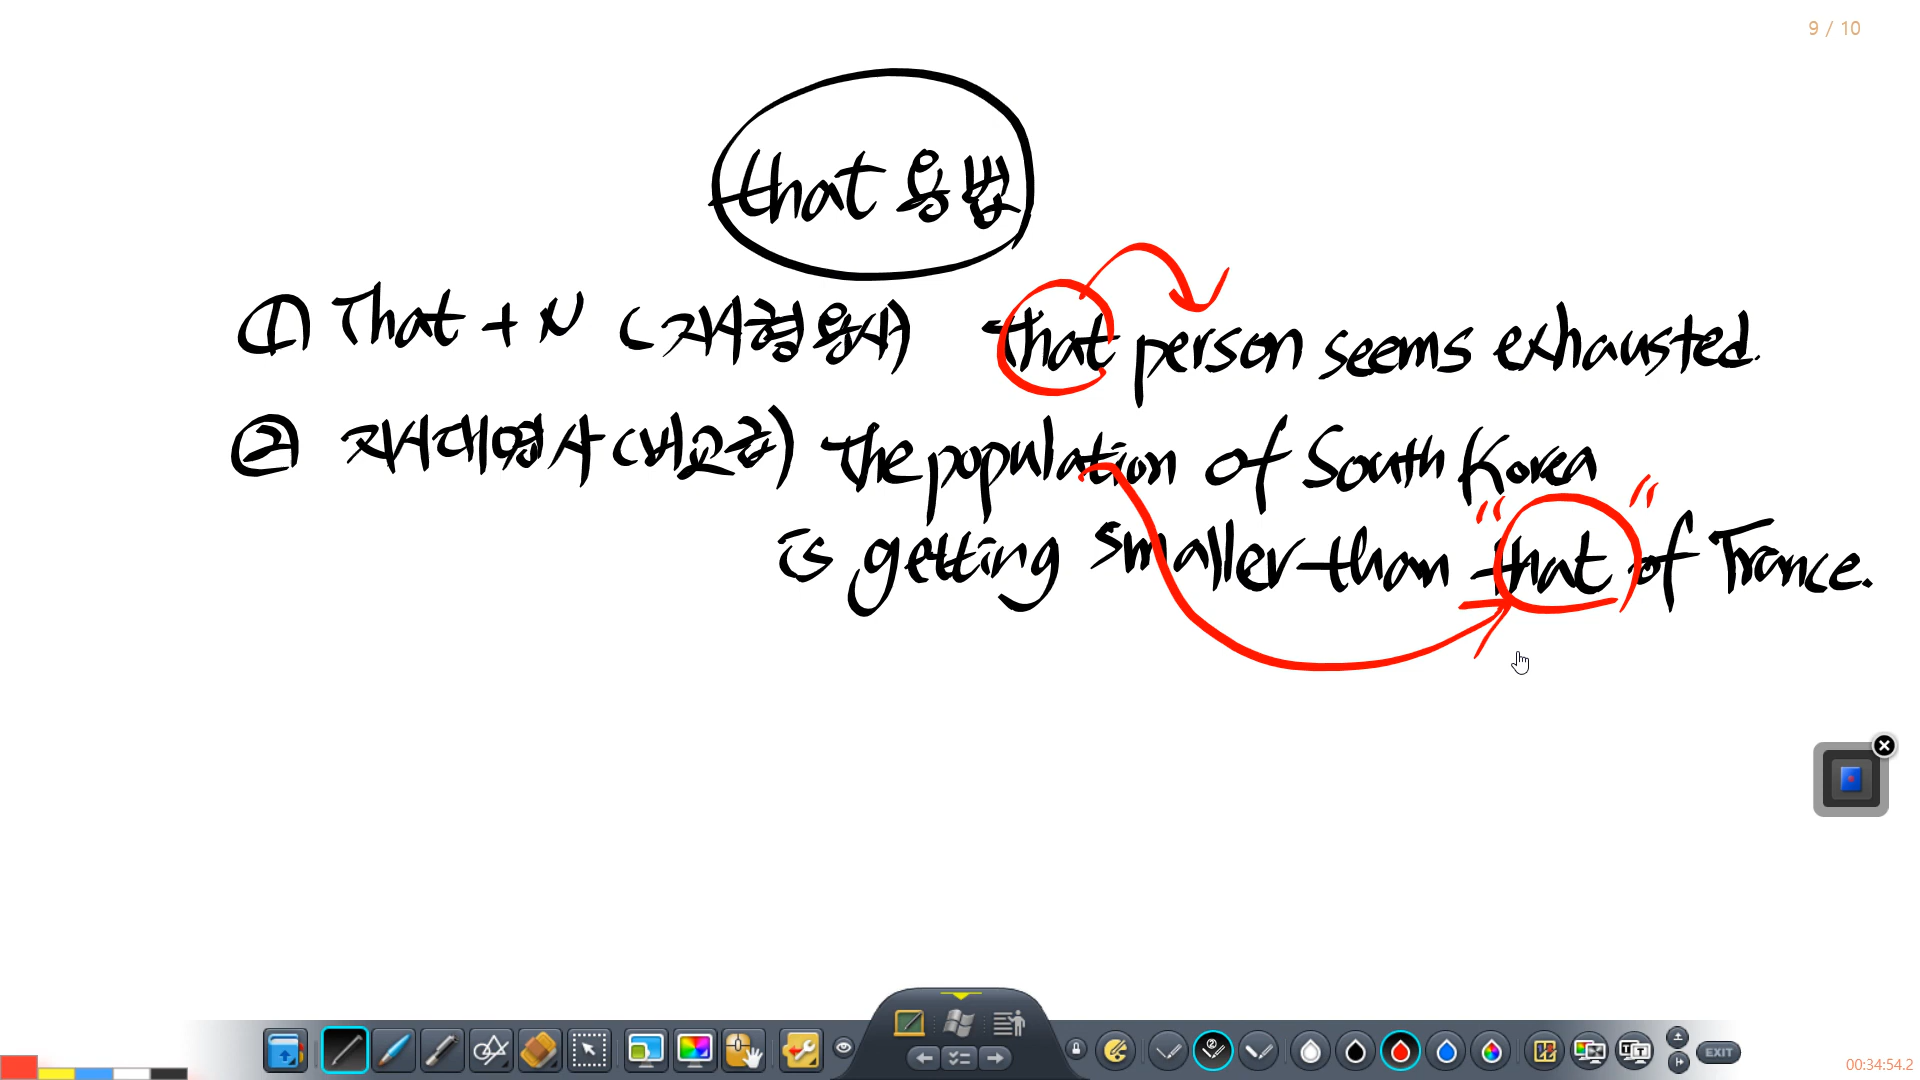 9 / 10
that 용법
① That + N (지시형용사) that person seems exhausted.
② 지시대명사 (비교급) The population of South Korea
is getting smaller than "that" of France.
EXIT
00:34:54.2